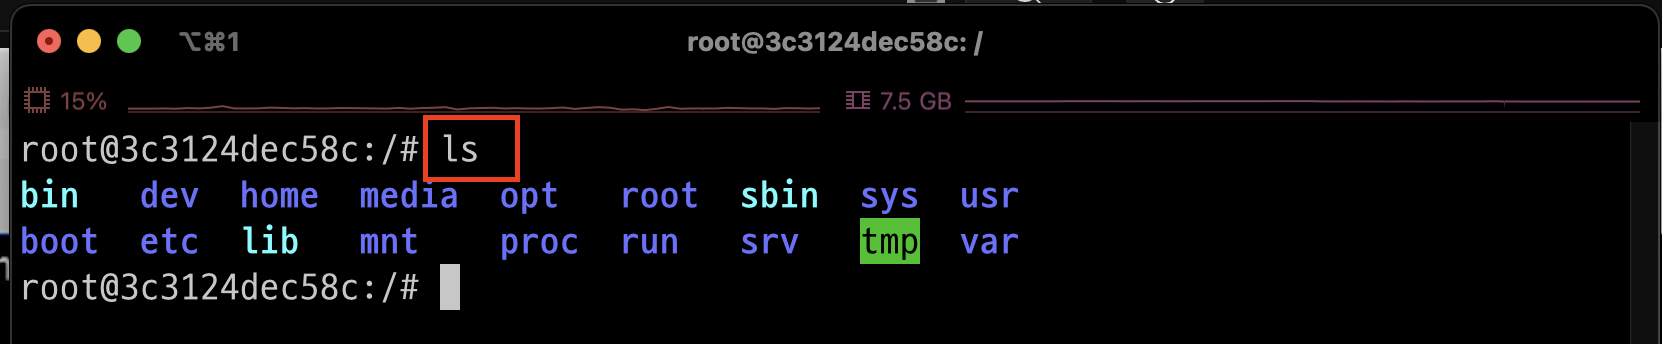 ⌥⌘1 root@3c3124dec58c: /
15% 7.5 GB
root@3c3124dec58c:/# ls
bin dev home media opt root sbin sys usr
boot etc lib mnt proc run srv tmp var
root@3c3124dec58c:/#